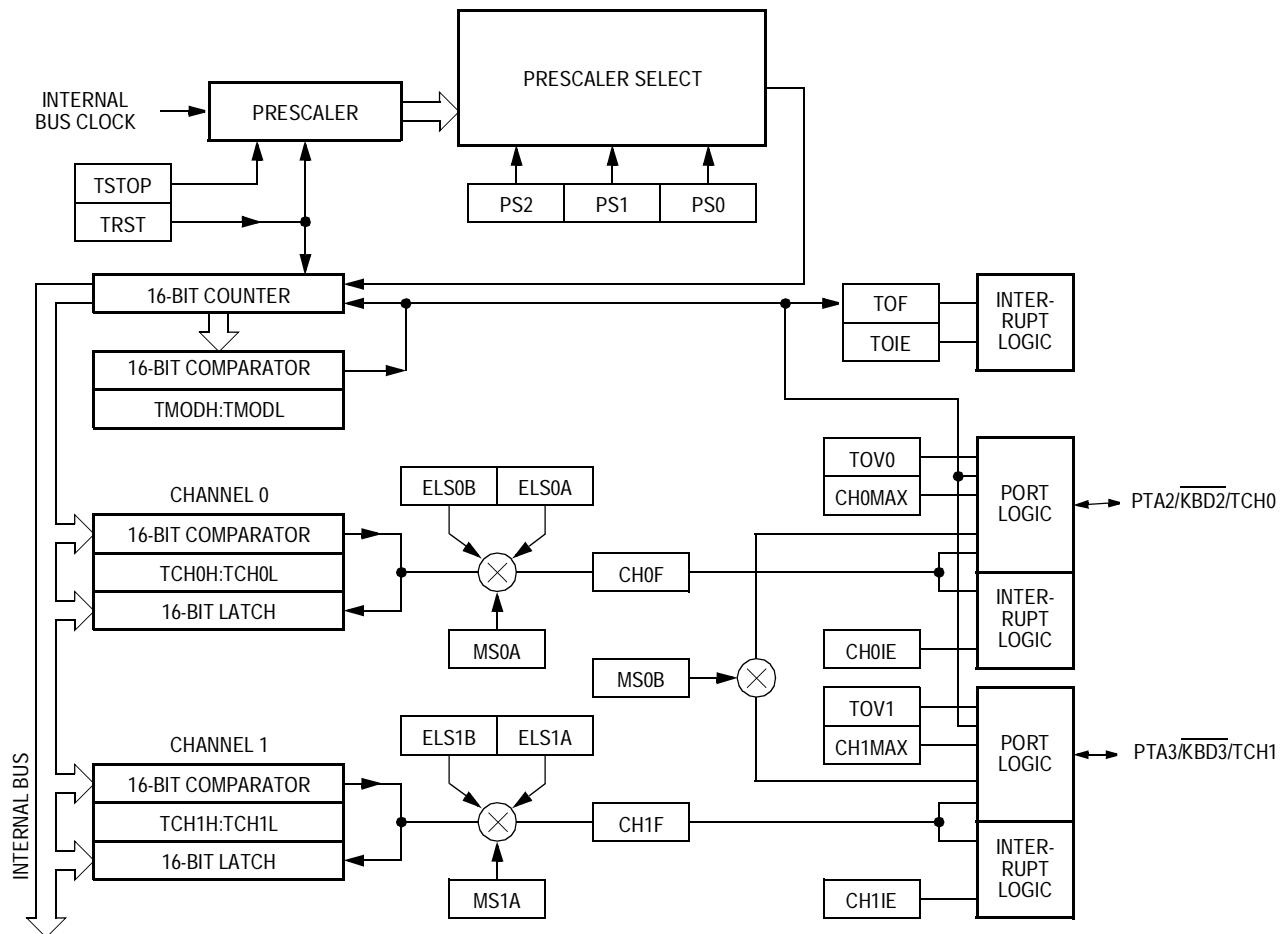 PRESCALER SELECT
INTERNAL
BUS CLOCK
PRESCALER
TSTOP
TRST
PS2
PS1
PS0
16-BIT COUNTER
16-BIT COMPARATOR
TMODH:TMODL
TOF
TOIE
INTER-
RUPT
LOGIC
CHANNEL 0
16-BIT COMPARATOR
TCH0H:TCH0L
16-BIT LATCH
ELS0B
ELS0A
MS0A
CH0F
TOV0
CH0MAX
PORT
LOGIC
PTA2/KBD2/TCH0
INTER-
RUPT
LOGIC
CH0IE
MS0B
CHANNEL 1
16-BIT COMPARATOR
TCH1H:TCH1L
16-BIT LATCH
ELS1B
ELS1A
MS1A
CH1F
TOV1
CH1MAX
PORT
LOGIC
PTA3/KBD3/TCH1
INTER-
RUPT
LOGIC
CH1IE
INTERNAL BUS